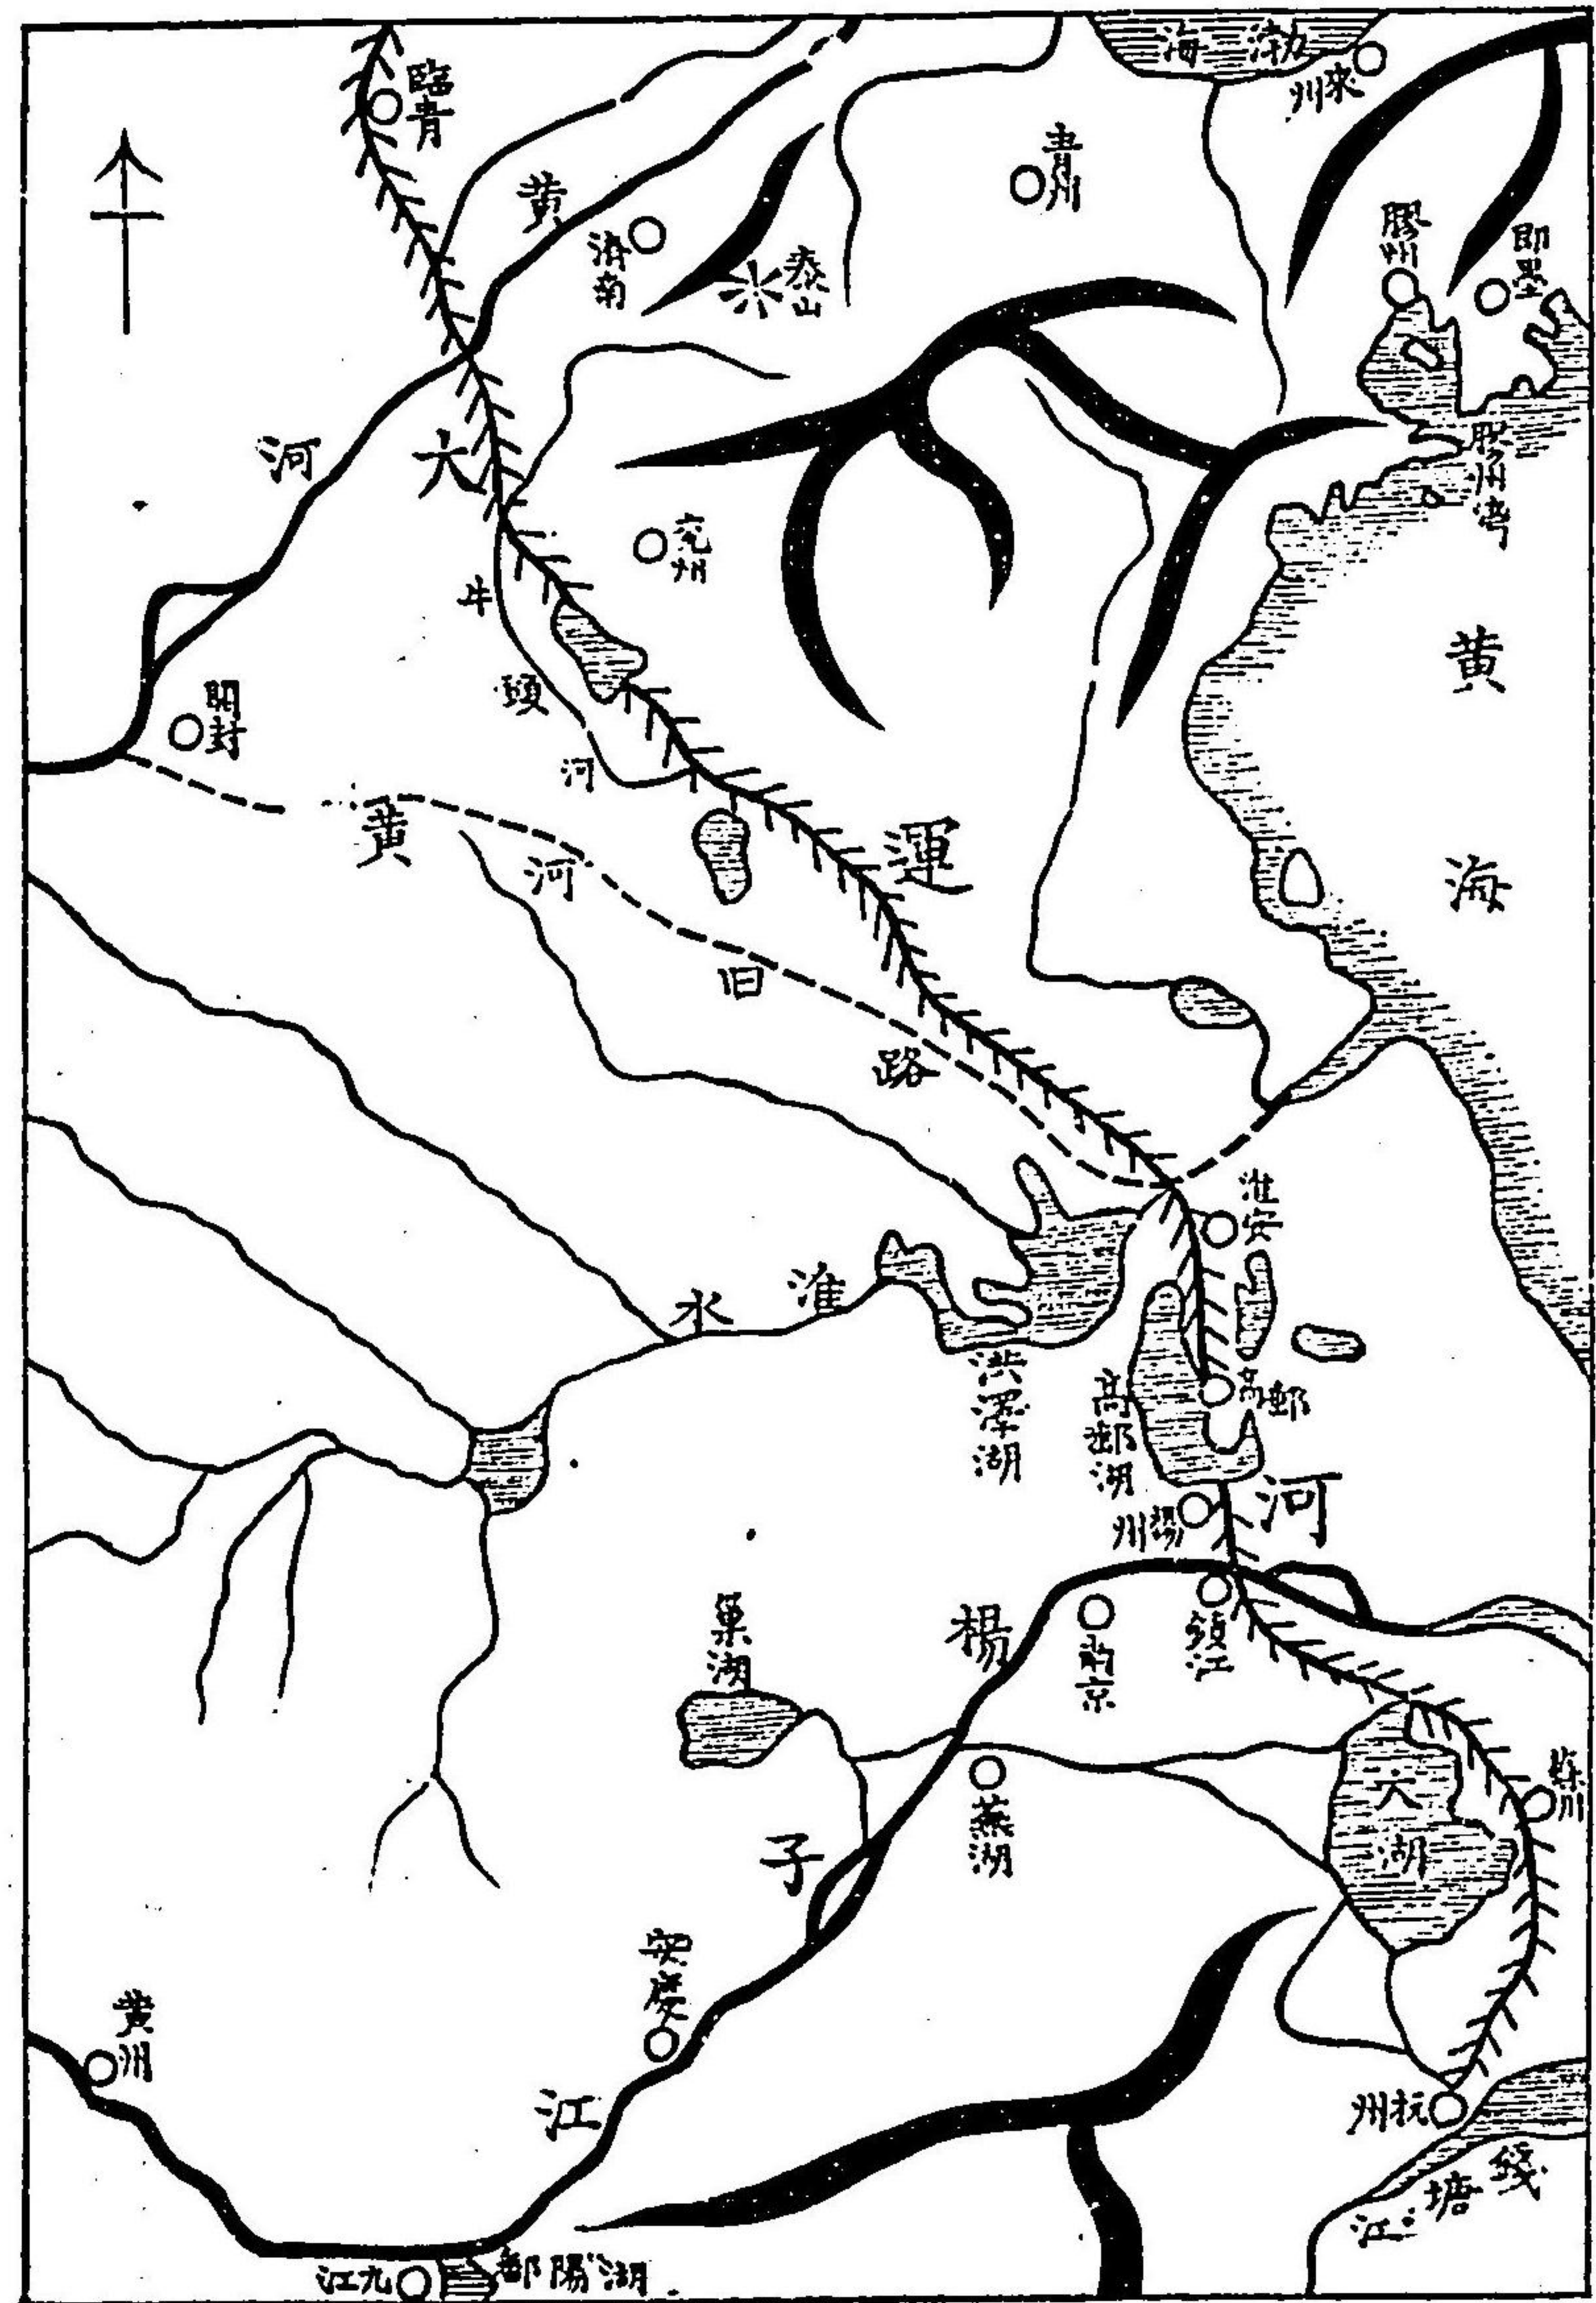 臨青
海渤
州來
青州
黄
河
濟南
泰山
膠州
即墨
膠州湾
大
運
河
兖州
牛
頭
河
開封
黄
河
旧
路
黄
海
淮安
水淮
洪澤湖
高郵湖
高郵
州揚
鎮江
南京
楊
子
江
巢湖
蕪湖
太湖
蘇州
安慶
黄州
州杭
江塘錢
江九
鄱陽湖